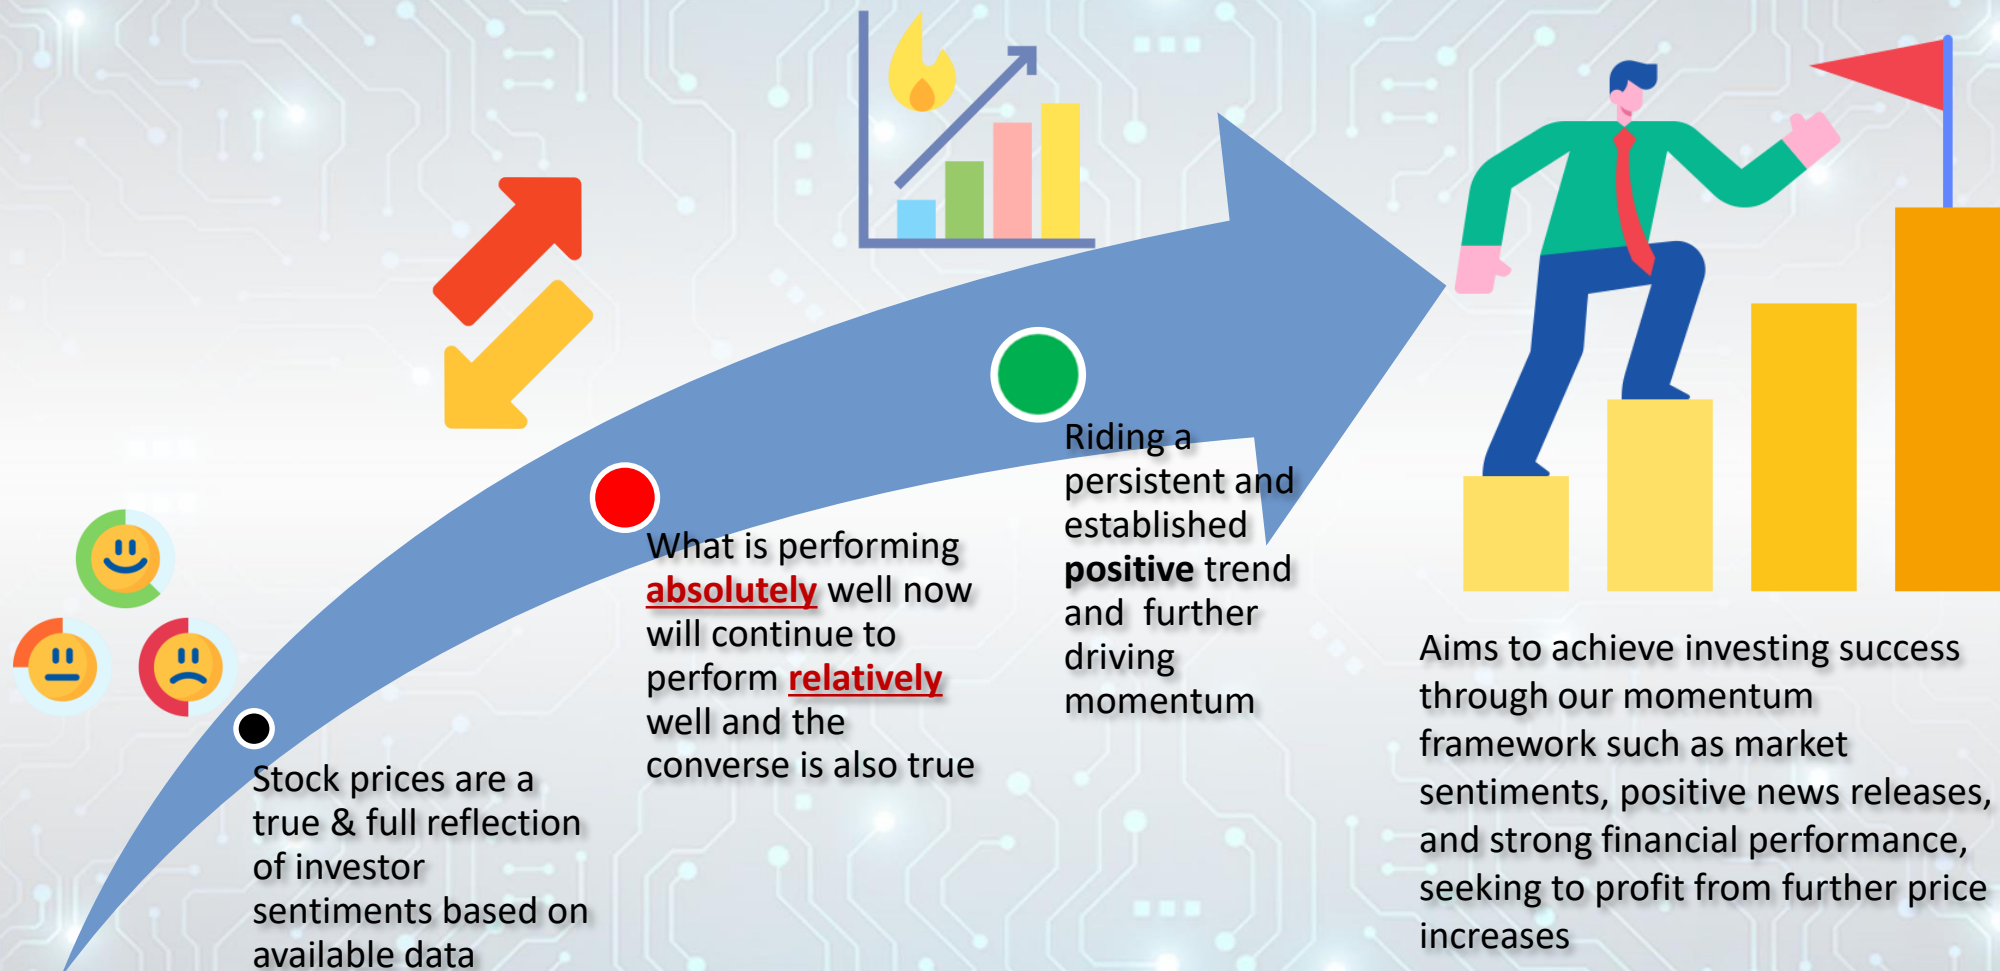 Stock prices are a
true & full reflection
of investor
sentiments based on
available data
What is performing
absolutely well now
will continue to
perform relatively
well and the
converse is also true
Riding a
persistent and
established
positive trend
and  further
driving
momentum
Aims to achieve investing success
through our momentum
framework such as market
sentiments, positive news releases,
and strong financial performance,
seeking to profit from further price
increases